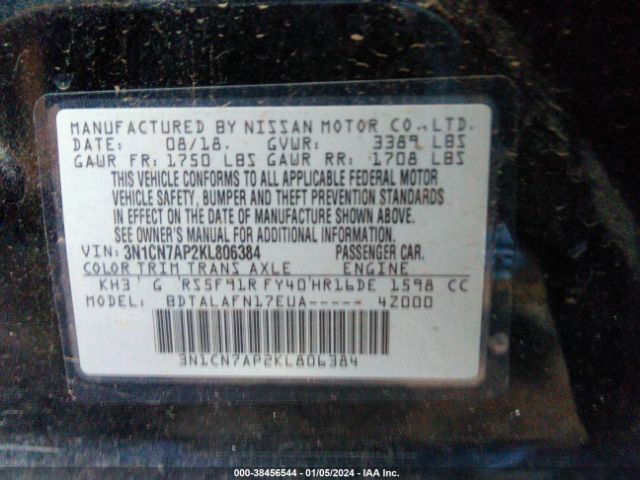 MANUFACTURED BY NISSAN MOTOR CO.,LTD.
DATE: 08/18. GVWR: 3389 LBS
GAWR FR: 1750 LBS GAWR RR: 1708 LBS
THIS VEHICLE CONFORMS TO ALL APPLICABLE FEDERAL MOTOR
VEHICLE SAFETY, BUMPER AND THEFT PREVENTION STANDARDS
IN EFFECT ON THE DATE OF MANUFACTURE SHOWN ABOVE.
SEE OWNER'S MANUAL FOR ADDITIONAL INFORMATION.
VIN: 3N1CN7AP2KL806384 PASSENGER CAR.
COLOR TRIM TRANS AXLE ENGINE
KH3 G RS5F91R FY40 HR16DE 1598 CC
MODEL: BDTALAFN17EUA----- 4Z000
3N1CN7AP2KL806384
000-38456544 - 01/05/2024 - IAA Inc.